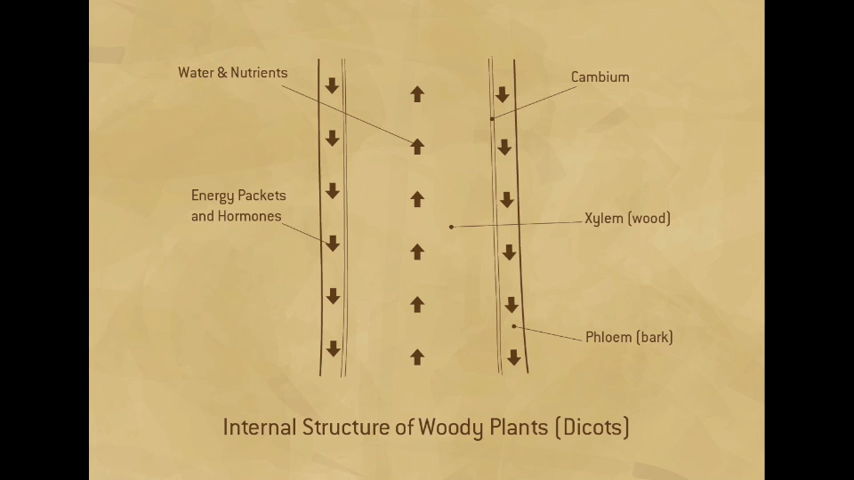 Water & Nutrients
Cambium
Energy Packets
and Hormones
Xylem (wood)
Phloem (bark)
Internal Structure of Woody Plants (Dicots)